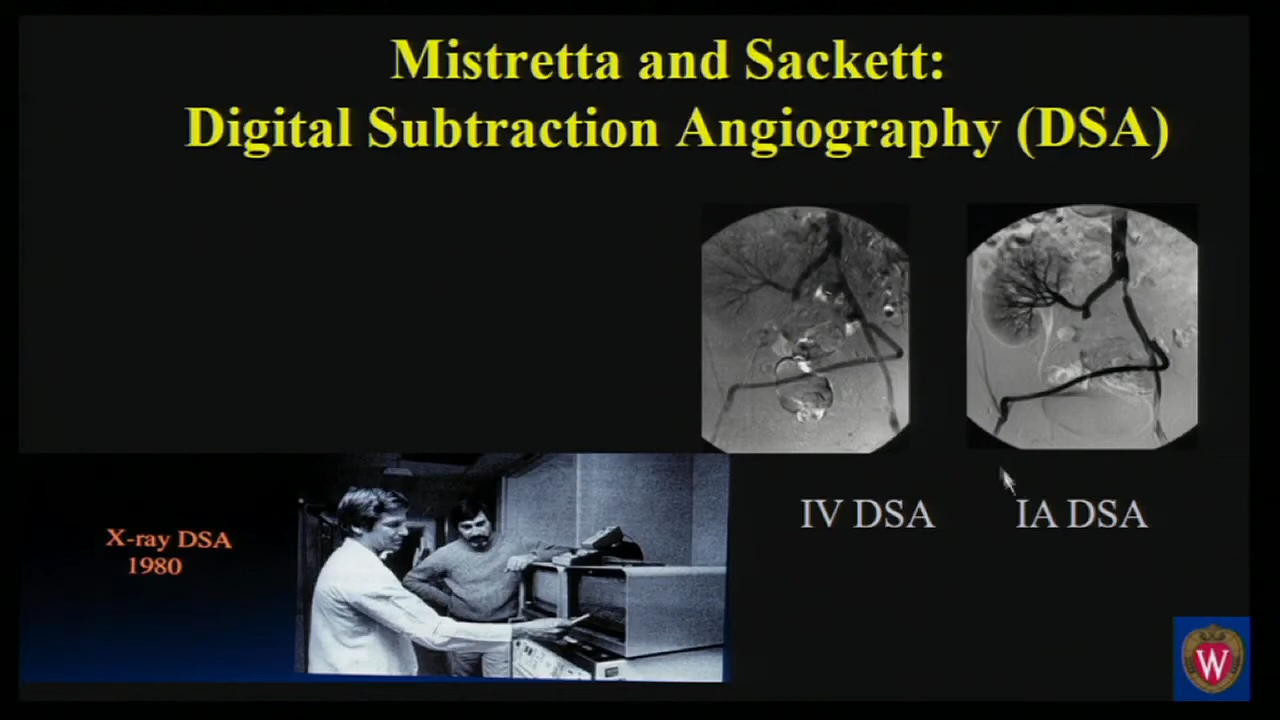 Mistretta and Sackett:
Digital Subtraction Angiography (DSA)
IV DSA
IA DSA
X-ray DSA
1980
W